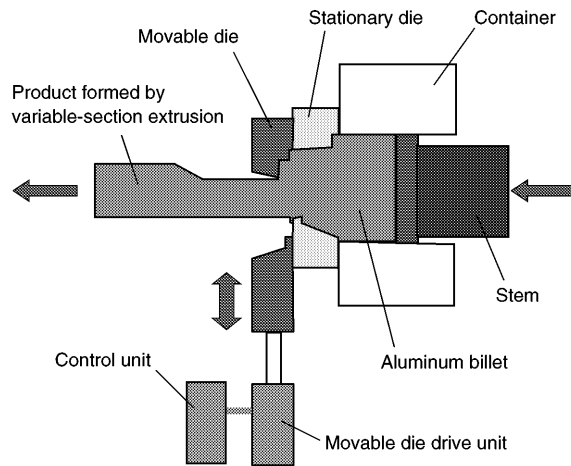 Stationary die
Container
Movable die
Product formed by
variable-section extrusion
Stem
Control unit
Aluminum billet
Movable die drive unit